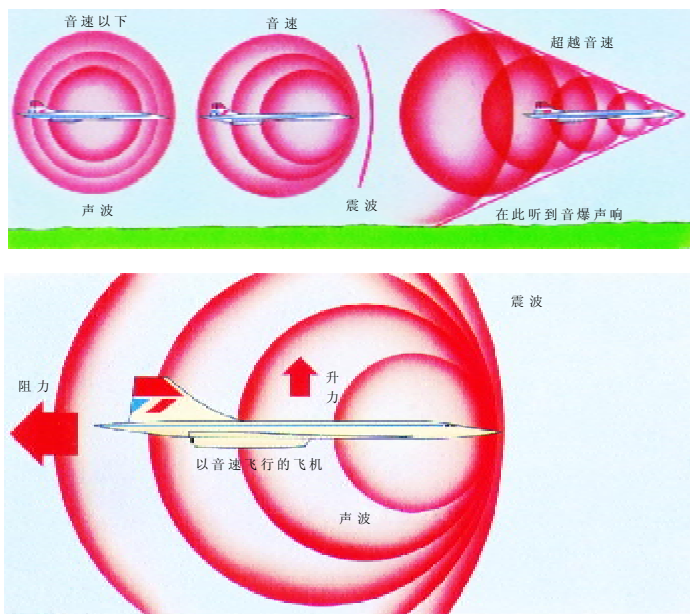 音速以下
音速
超越音速
声波
震波
在此听到音爆声响
震波
阻力
升
力
以音速飞行的飞机
声波